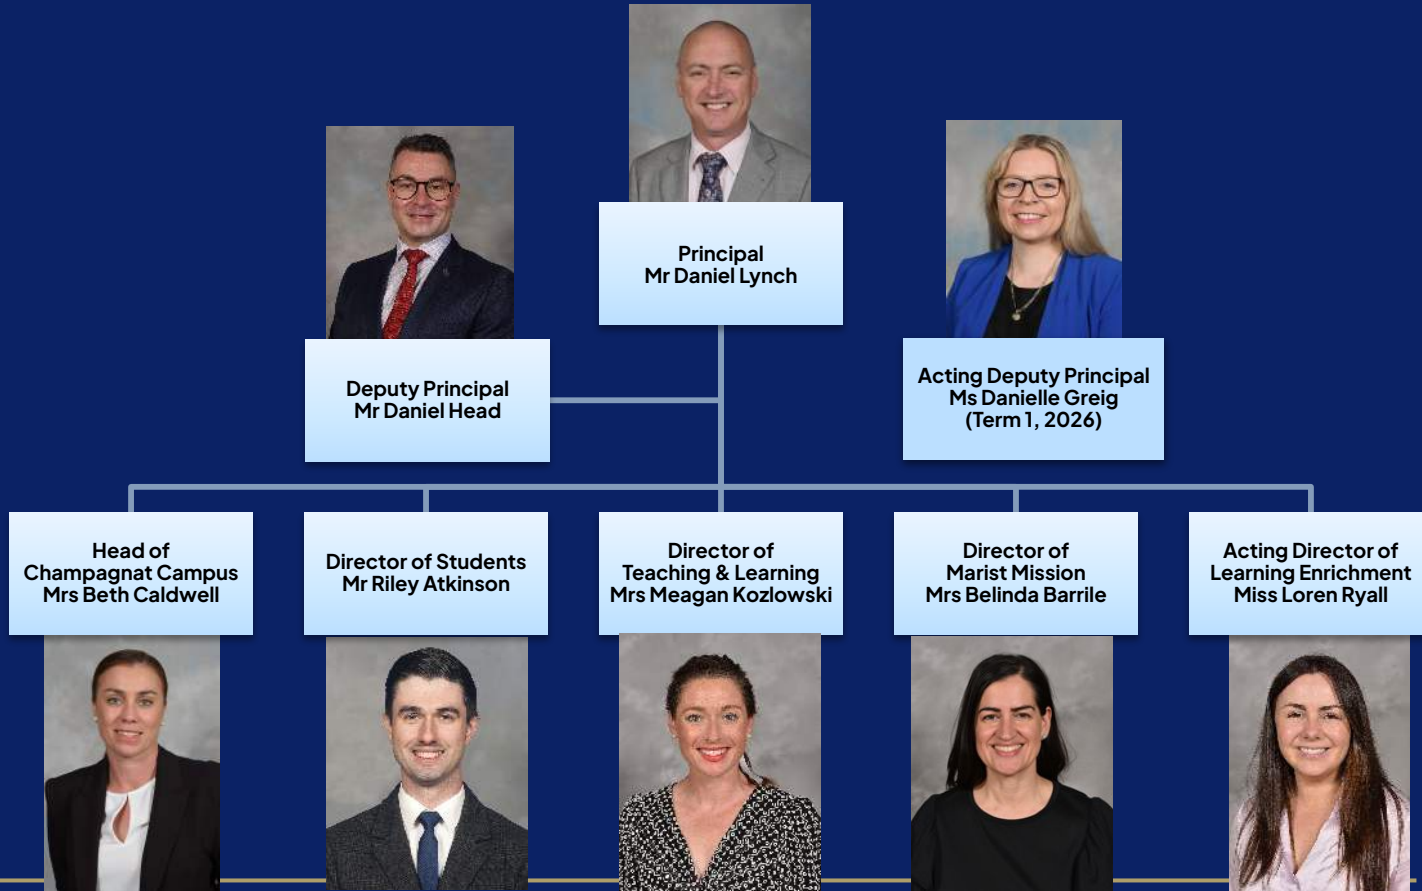 Principal
Mr Daniel Lynch
Deputy Principal
Mr Daniel Head
Acting Deputy Principal
Ms Danielle Greig
(Term 1, 2026)
Head of
Champagnat Campus
Mrs Beth Caldwell
Director of Students
Mr Riley Atkinson
Director of
Teaching & Learning
Mrs Meagan Kozlowski
Director of
Marist Mission
Mrs Belinda Barrile
Acting Director of
Learning Enrichment
Miss Loren Ryall